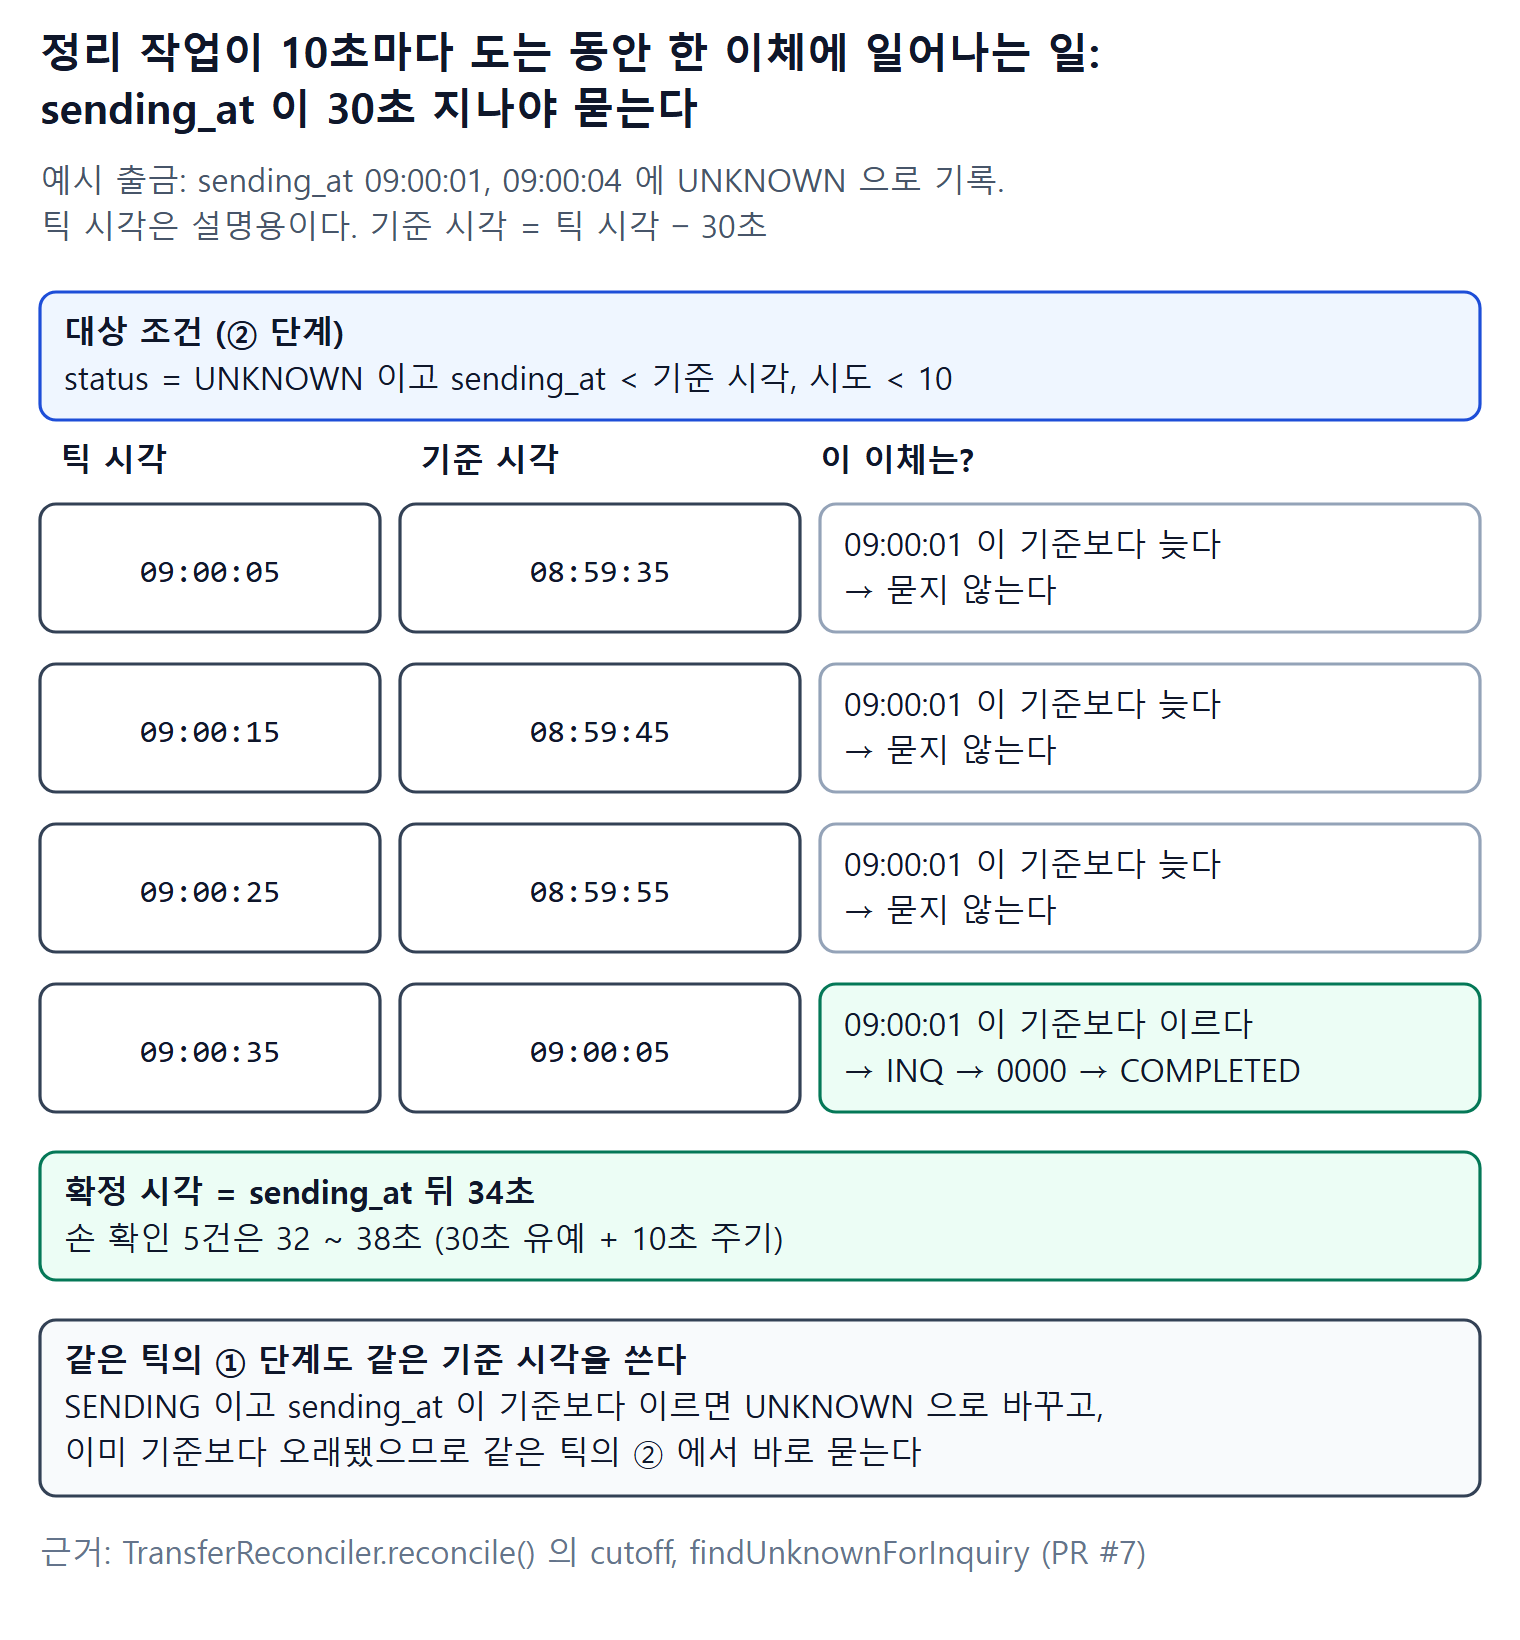 정리 작업이 10초마다 도는 동안 한 이체에 일어나는 일:
sending_at 이 30초 지나야 묻는다
예시 출금: sending_at 09:00:01, 09:00:04 에 UNKNOWN 으로 기록.
틱 시각은 설명용이다. 기준 시각 = 틱 시각 − 30초
대상 조건 (② 단계)
status = UNKNOWN 이고 sending_at < 기준 시각, 시도 < 10
틱 시각 기준 시각 이 이체는?
09:00:05 08:59:35
09:00:01 이 기준보다 늦다
→ 묻지 않는다
09:00:15 08:59:45
09:00:01 이 기준보다 늦다
→ 묻지 않는다
09:00:25 08:59:55
09:00:01 이 기준보다 늦다
→ 묻지 않는다
09:00:35 09:00:05
09:00:01 이 기준보다 이르다
→ INQ → 0000 → COMPLETED
확정 시각 = sending_at 뒤 34초
손 확인 5건은 32 ~ 38초 (30초 유예 + 10초 주기)
같은 틱의 ① 단계도 같은 기준 시각을 쓴다
SENDING 이고 sending_at 이 기준보다 이르면 UNKNOWN 으로 바꾸고,
이미 기준보다 오래됐으므로 같은 틱의 ② 에서 바로 묻는다
근거: TransferReconciler.reconcile() 의 cutoff, findUnknownForInquiry (PR #7)